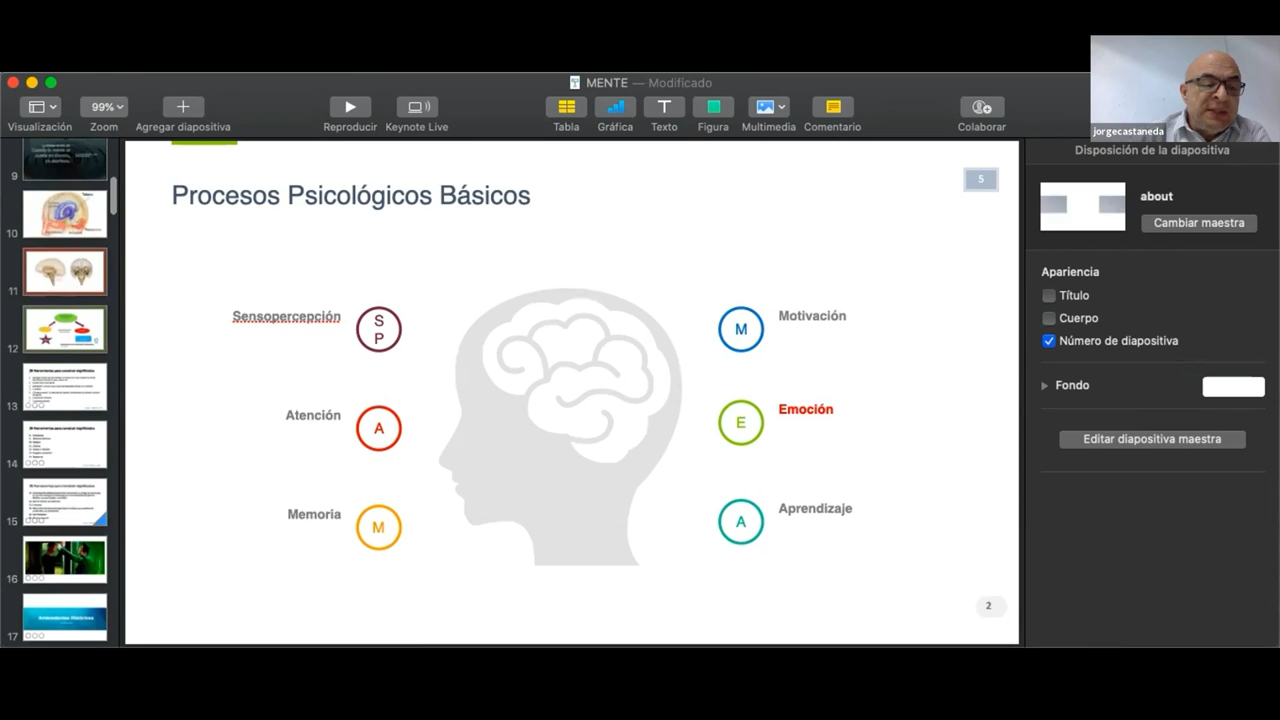 MENTE — Modificado
Visualización
99%
Zoom
Agregar diapositiva
Reproducir
Keynote Live
Tabla
Gráfica
Texto
Figura
Multimedia
Comentario
Colaborar
jorgecastaneda
9
10
11
12
13
14
15
16
17
Antecedentes Históricos
5
Procesos Psicológicos Básicos
Sensopercepción
S
P
Atención
A
Memoria
M
M
Motivación
E
Emoción
A
Aprendizaje
2
Disposición de la diapositiva
about
Cambiar maestra
Apariencia
Título
Cuerpo
Número de diapositiva
Fondo
Editar diapositiva maestra